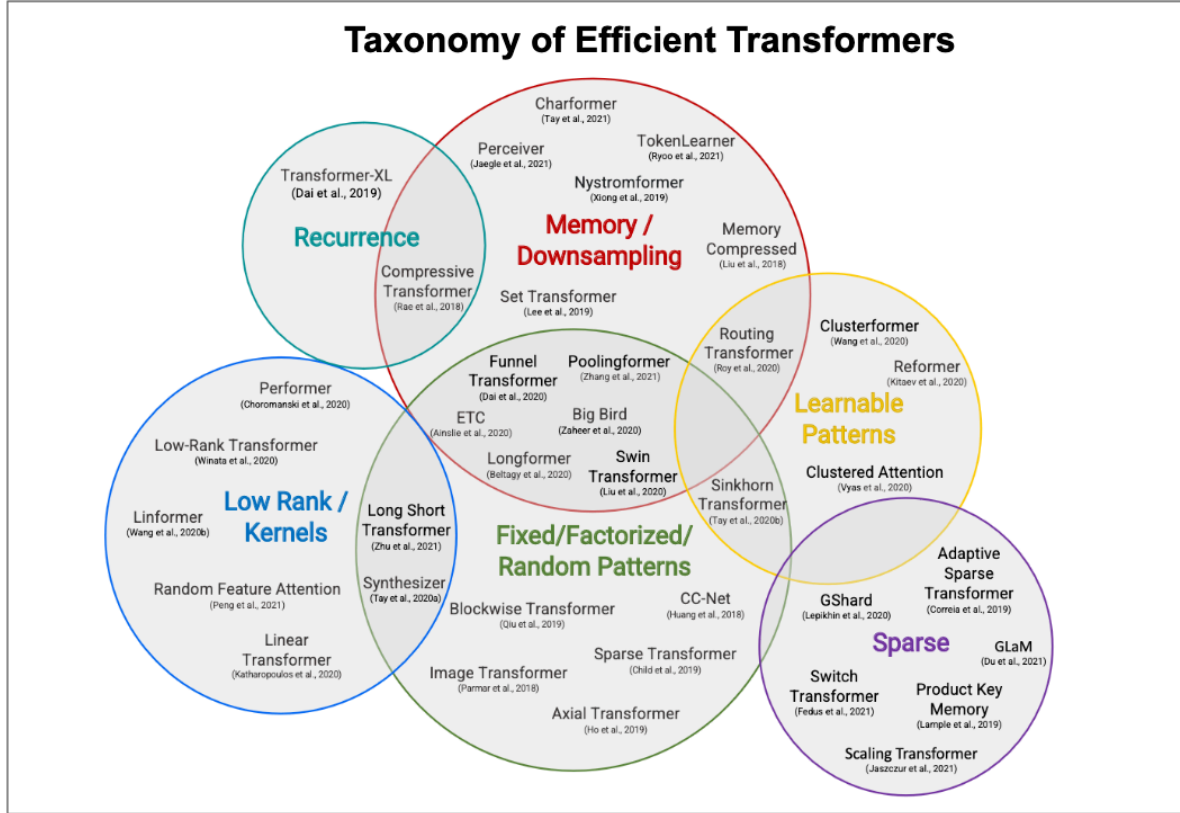 Taxonomy of Efficient Transformers
Charformer
(Tay et al., 2021)
Perceiver
(Jaegle et al., 2021)
TokenLearner
(Ryoo et al., 2021)
Nystromformer
(Xiong et al., 2019)
Memory /
Downsampling
Memory
Compressed
(Liu et al., 2018)
Set Transformer
(Lee et al., 2019)
Transformer-XL
(Dai et al., 2019)
Recurrence
Compressive
Transformer
(Rae et al., 2018)
Funnel
Transformer
(Dai et al., 2020)
Poolingformer
(Zhang et al., 2021)
ETC
(Ainslie et al., 2020)
Big Bird
(Zaheer et al., 2020)
Longformer
(Beltagy et al., 2020)
Swin
Transformer
(Liu et al., 2020)
Routing
Transformer
(Roy et al., 2020)
Clusterformer
(Wang et al., 2020)
Reformer
(Kitaev et al., 2020)
Learnable
Patterns
Clustered Attention
(Vyas et al., 2020)
Sinkhorn
Transformer
(Tay et al., 2020b)
Performer
(Choromanski et al., 2020)
Low-Rank Transformer
(Winata et al., 2020)
Low Rank /
Kernels
Linformer
(Wang et al., 2020b)
Random Feature Attention
(Peng et al., 2021)
Linear
Transformer
(Katharopoulos et al., 2020)
Long Short
Transformer
(Zhu et al., 2021)
Synthesizer
(Tay et al., 2020a)
Fixed/Factorized/
Random Patterns
Blockwise Transformer
(Qiu et al., 2019)
CC-Net
(Huang et al., 2018)
Sparse Transformer
(Child et al., 2019)
Image Transformer
(Parmar et al., 2018)
Axial Transformer
(Ho et al., 2019)
Adaptive
Sparse
Transformer
(Correia et al., 2019)
GShard
(Lepikhin et al., 2020)
Sparse
GLaM
(Du et al., 2021)
Switch
Transformer
(Fedus et al., 2021)
Product Key
Memory
(Lample et al., 2019)
Scaling Transformer
(Jaszczur et al., 2021)